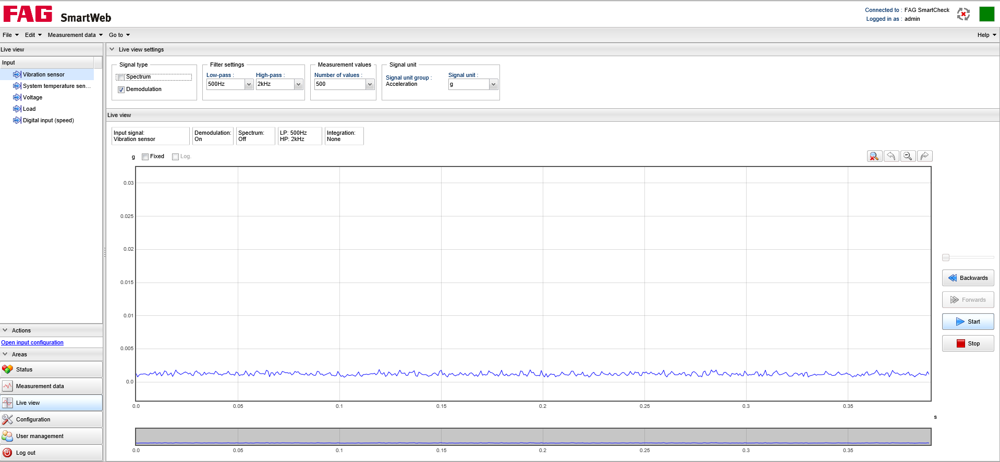 FAG SmartWeb
Connected to : FAG SmartCheck
Logged in as : admin
File Edit Measurement data Go to Help
Live view
Input
Vibration sensor
System temperature sen...
Voltage
Load
Digital input (speed)
Actions
Open input configuration
Areas
Status
Measurement data
Live view
Configuration
User management
Log out
Live view settings
Signal type
Spectrum
Demodulation
Filter settings
Low-pass : High-pass :
500Hz 2kHz
Measurement values
Number of values :
500
Signal unit
Signal unit group : Signal unit :
Acceleration g
Live view
Input signal:
Vibration sensor
Demodulation:
On
Spectrum:
Off
LP: 500Hz
HP: 2kHz
Integration:
None
g Fixed Log.
0.03
0.025
0.02
0.015
0.01
0.005
0.0
0.0 0.05 0.1 0.15 0.2 0.25 0.3 0.35
s
0.0 0.05 0.1 0.15 0.2 0.25 0.3 0.35
Backwards
Forwards
Start
Stop